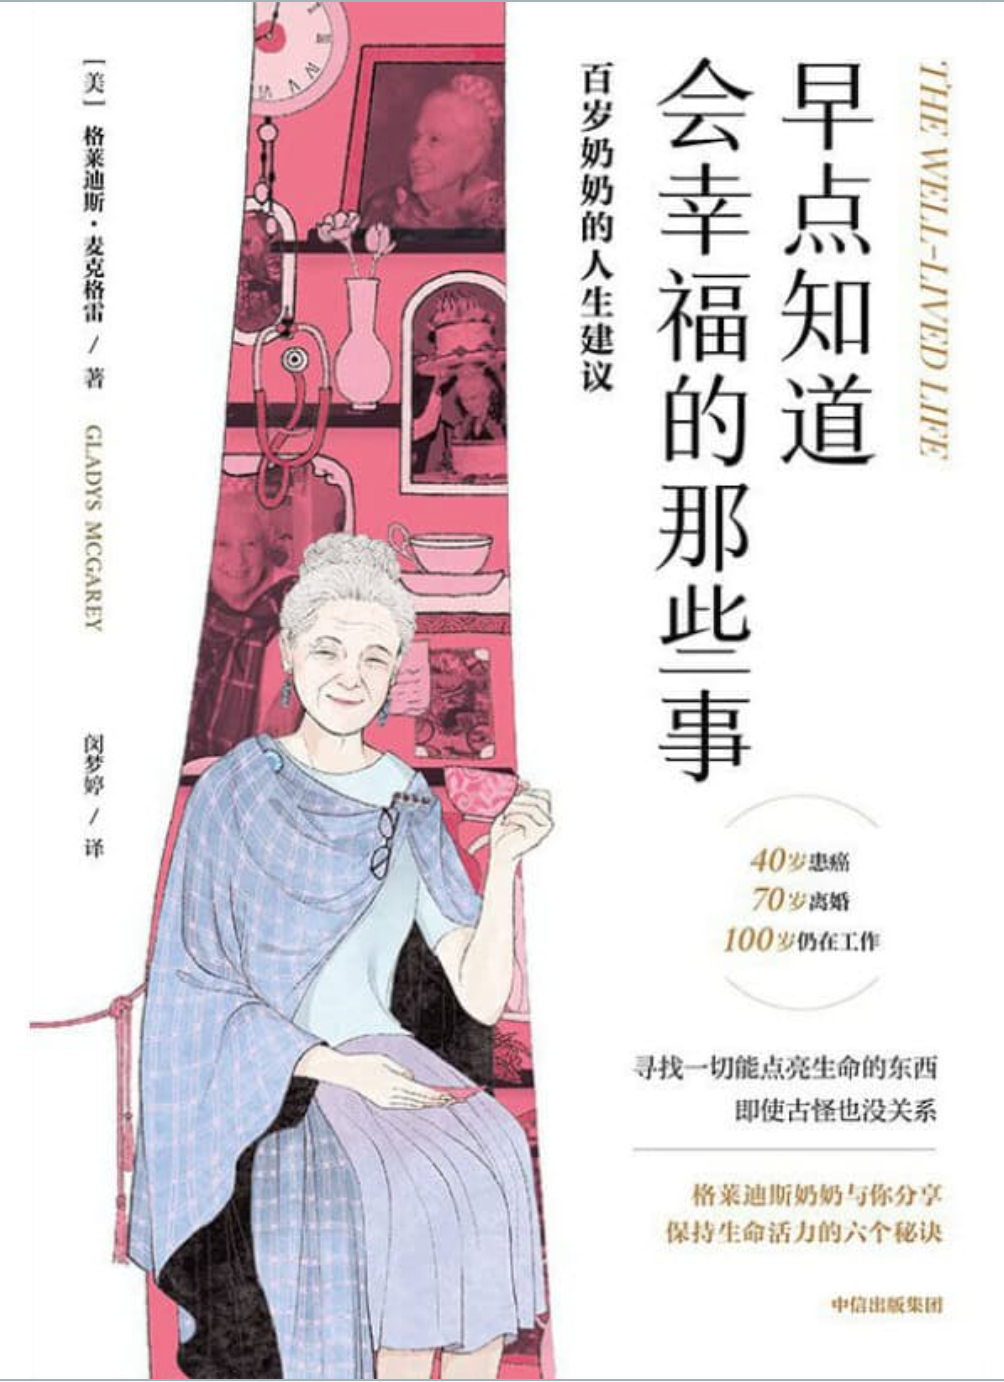 THE WELL-LIVED LIFE
早点知道
会幸福的那些事
百岁奶奶的人生建议
[美] 格莱迪斯·麦克格雷 / 著
GLADYS MCGAREY
闵梦婷 / 译
40岁患癌
70岁离婚
100岁仍在工作
寻找一切能点亮生命的东西
即使古怪也没关系
格莱迪斯奶奶与你分享
保持生命活力的六个秘诀
中信出版集团